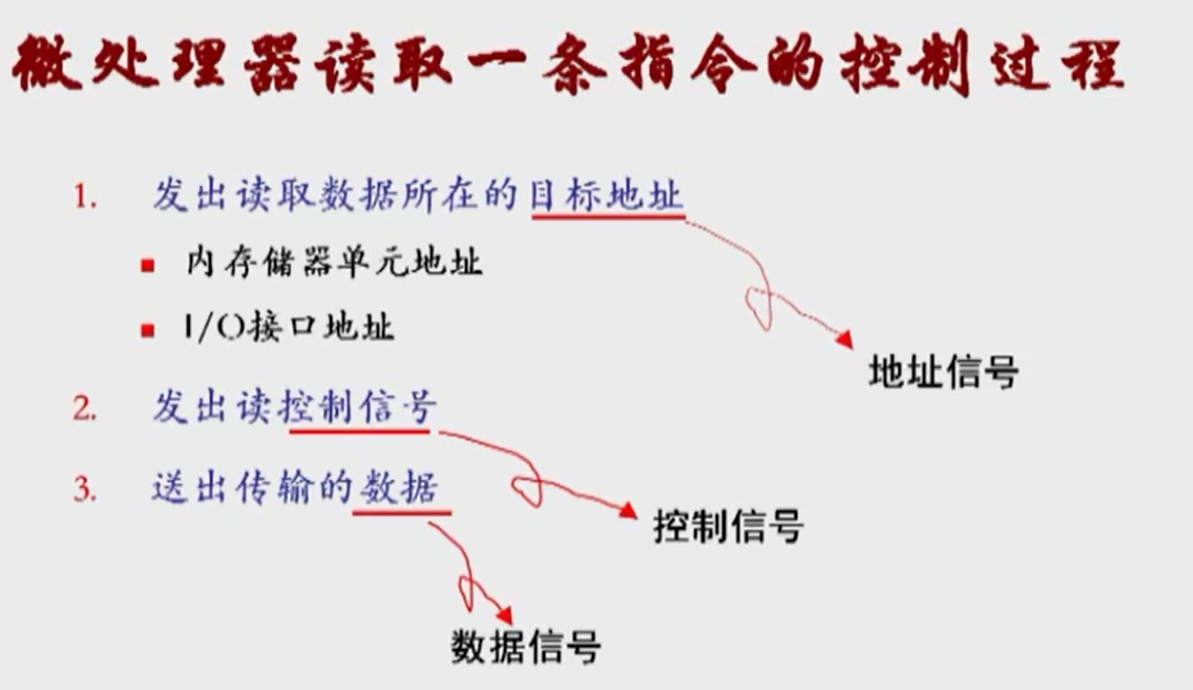 微处理器读取一条指令的控制过程
1. 发出读取数据所在的目标地址
■ 内存储器单元地址
■ I/O接口地址
地址信号
2. 发出读控制信号
3. 送出传输的数据
控制信号
数据信号